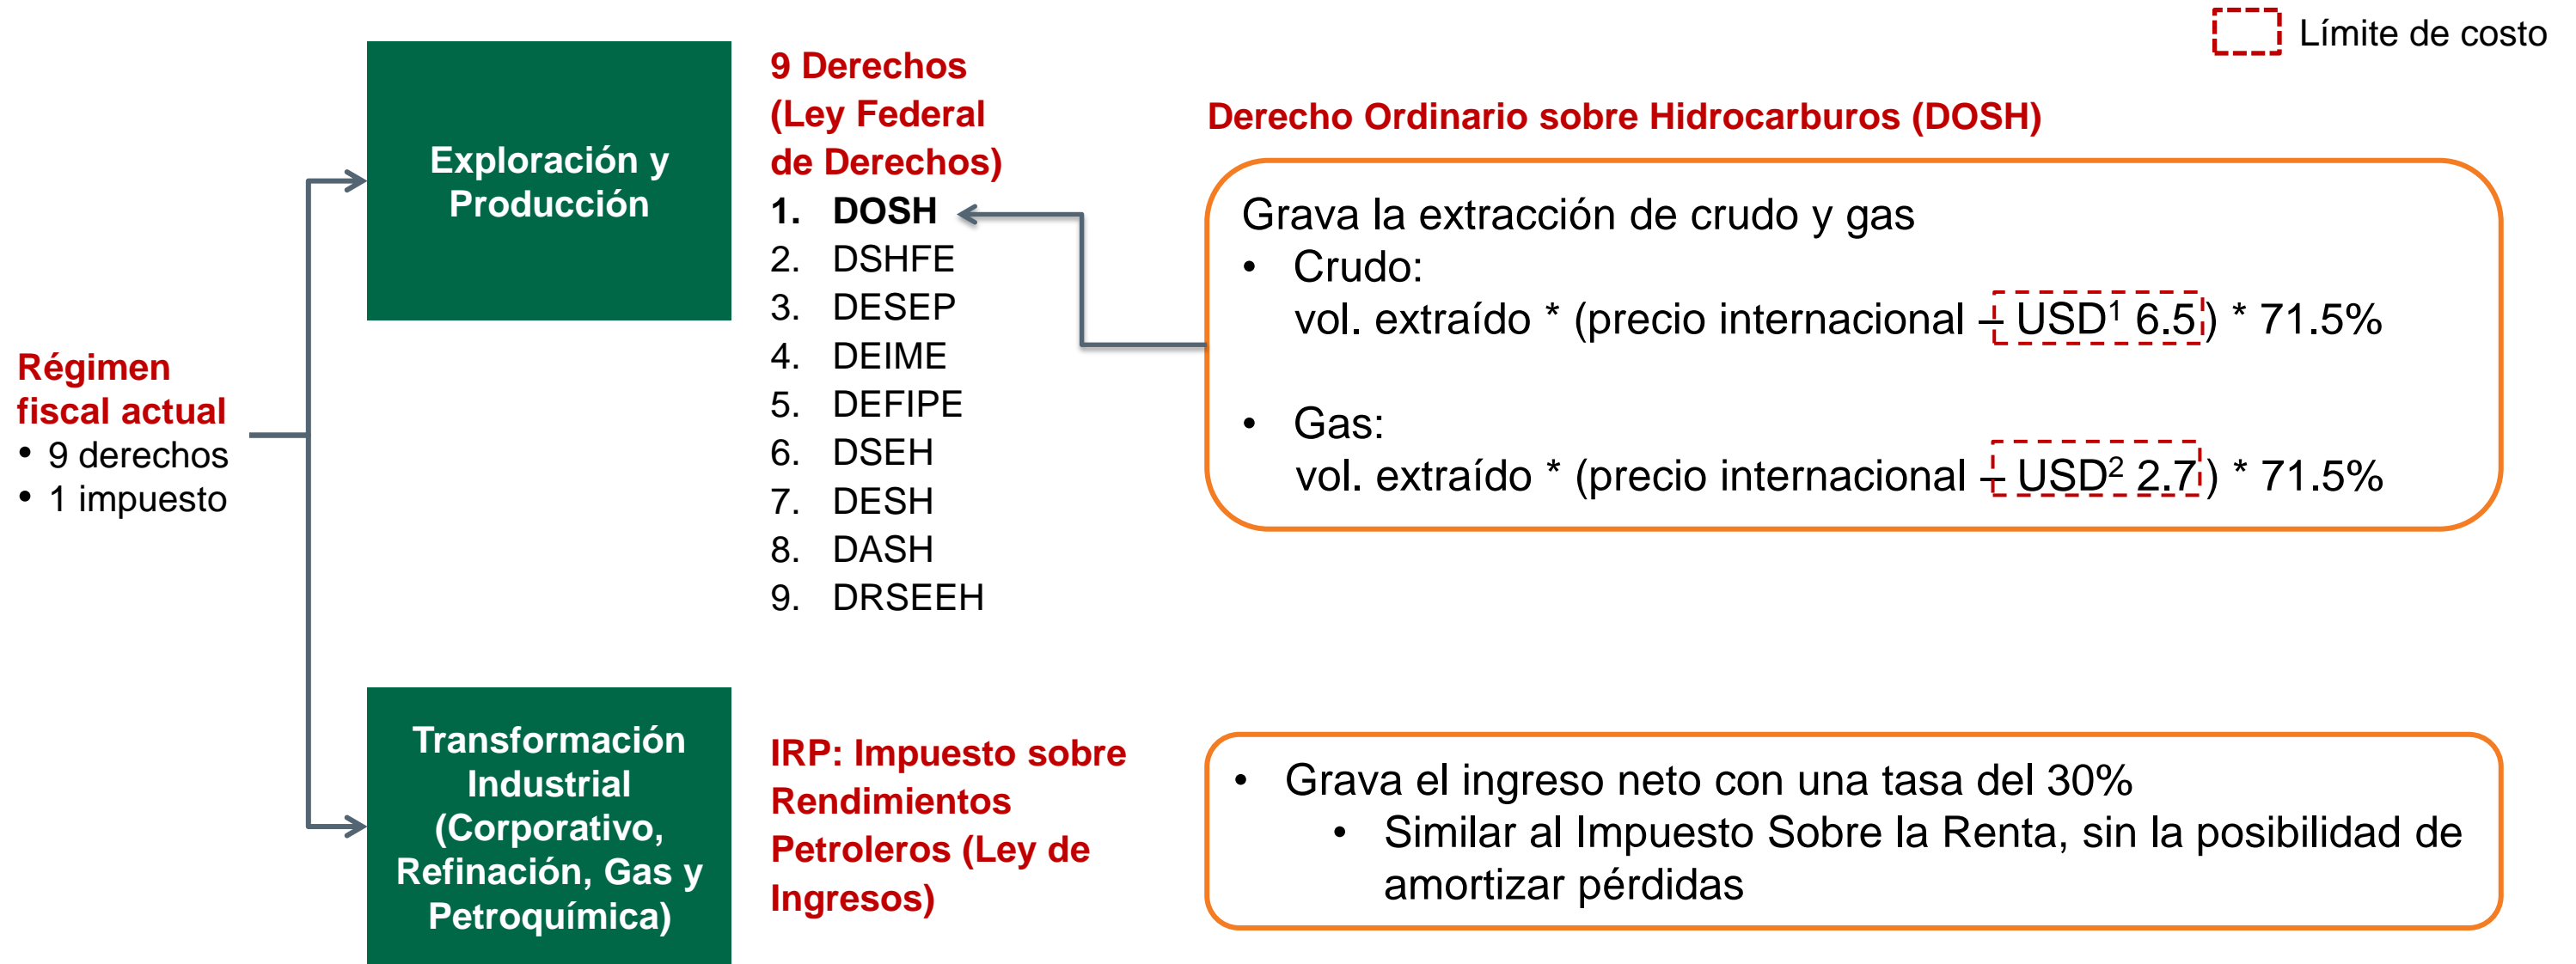 Límite de costo
Régimen
fiscal actual
• 9 derechos
• 1 impuesto
Exploración y
Producción
9 Derechos
(Ley Federal
de Derechos)
1. DOSH
2. DSHFE
3. DESEP
4. DEIME
5. DEFIPE
6. DSEH
7. DESH
8. DASH
9. DRSEEH
Derecho Ordinario sobre Hidrocarburos (DOSH)
Grava la extracción de crudo y gas
• Crudo:
vol. extraído * (precio internacional – USD¹ 6.5) * 71.5%
• Gas:
vol. extraído * (precio internacional – USD² 2.7) * 71.5%
Transformación
Industrial
(Corporativo,
Refinación, Gas y
Petroquímica)
IRP: Impuesto sobre
Rendimientos
Petroleros (Ley de
Ingresos)
• Grava el ingreso neto con una tasa del 30%
• Similar al Impuesto Sobre la Renta, sin la posibilidad de
amortizar pérdidas